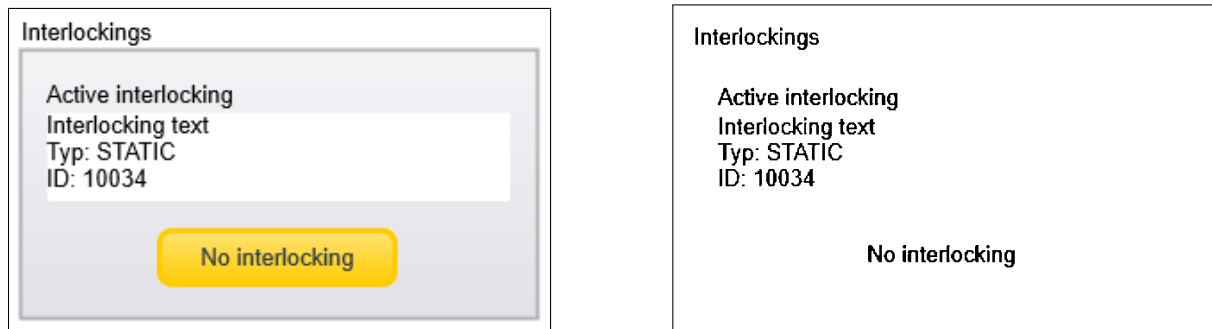 Interlockings
Active interlocking
Interlocking text
Typ: STATIC
ID: 10034
No interlocking
Interlockings
Active interlocking
Interlocking text
Typ: STATIC
ID: 10034
No interlocking